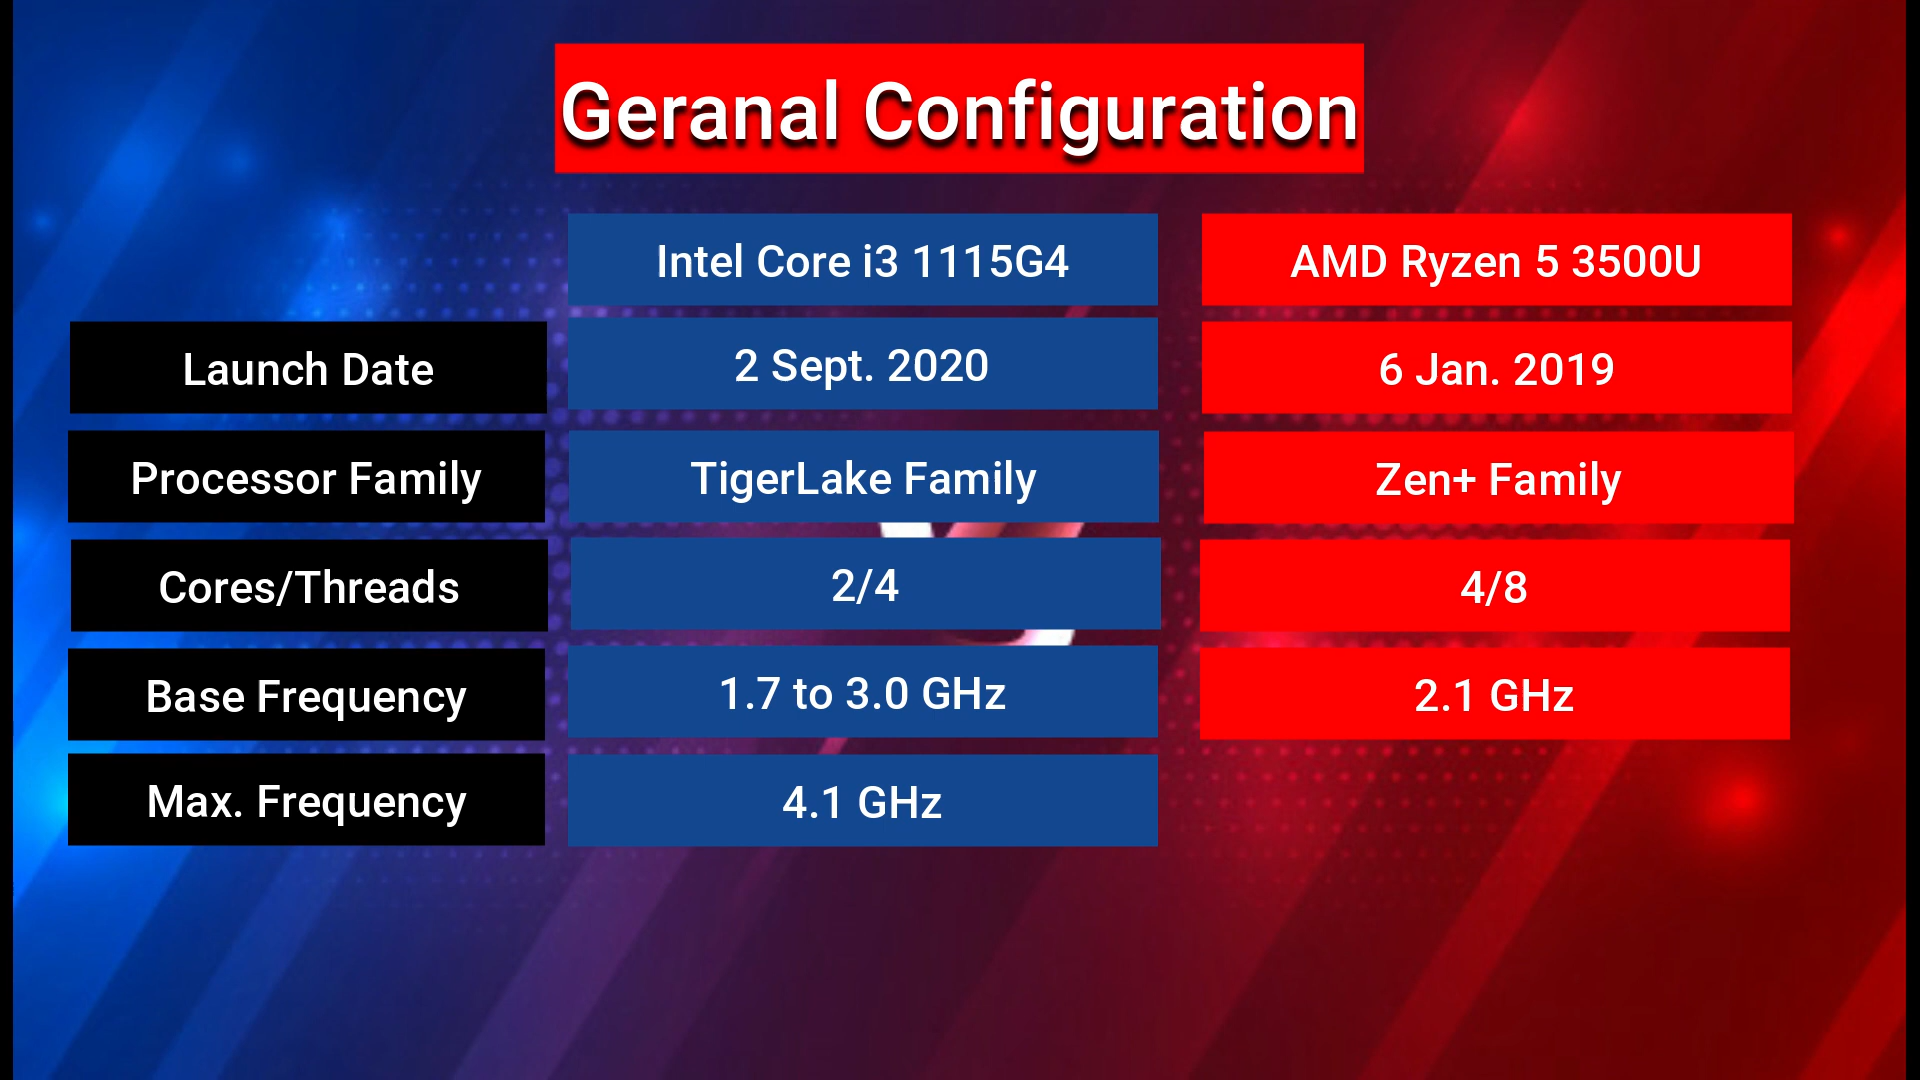 Geranal Configuration
Intel Core i3 1115G4
AMD Ryzen 5 3500U
Launch Date
2 Sept. 2020
6 Jan. 2019
Processor Family
TigerLake Family
Zen+ Family
Cores/Threads
2/4
4/8
Base Frequency
1.7 to 3.0 GHz
2.1 GHz
Max. Frequency
4.1 GHz